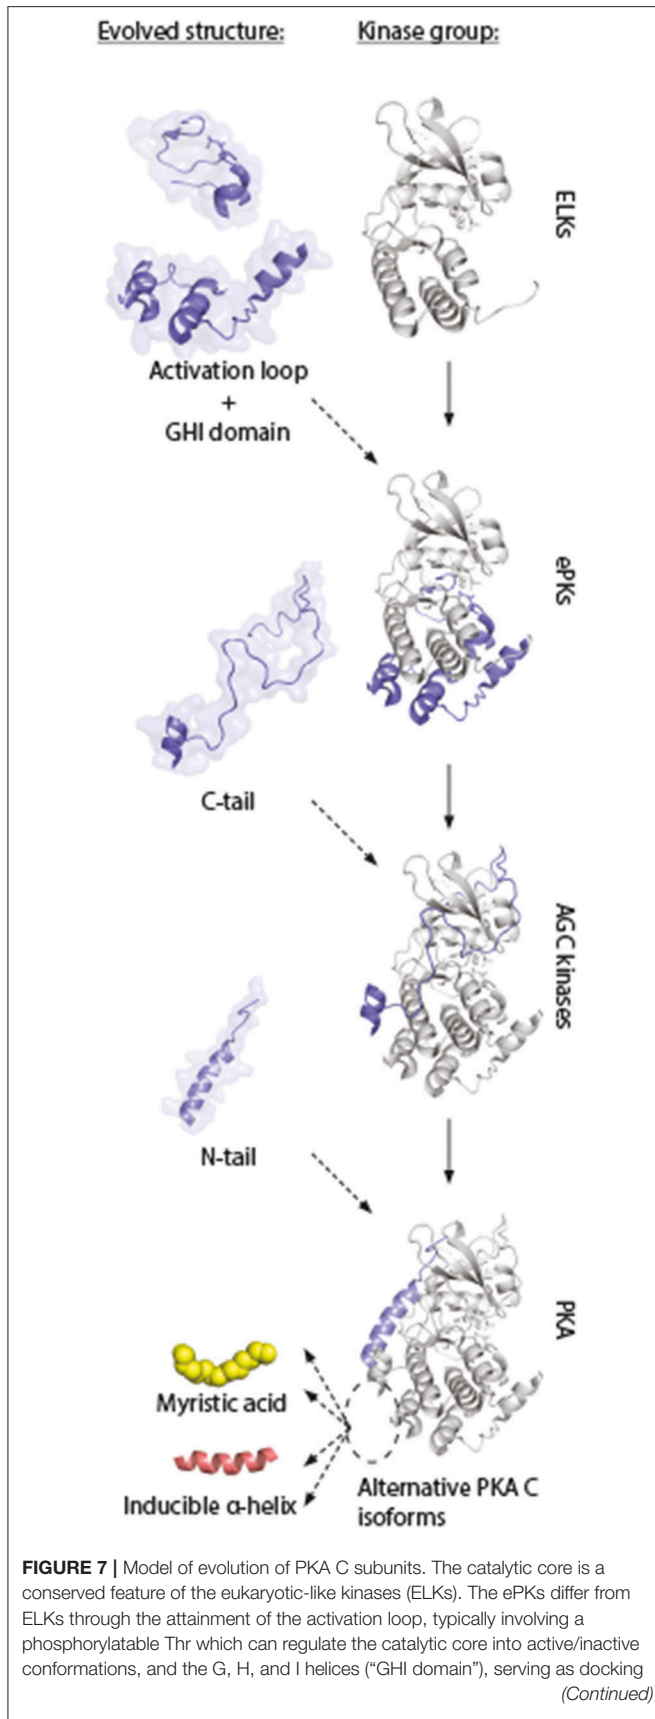 Evolved structure:
Kinase group:
ELKs
Activation loop
+
GHI domain
ePKs
C-tail
AGC kinases
N-tail
PKA
Myristic acid
Inducible α-helix
Alternative PKA C
isoforms
FIGURE 7 | Model of evolution of PKA C subunits. The catalytic core is a
conserved feature of the eukaryotic-like kinases (ELKs). The ePKs differ from
ELKs through the attainment of the activation loop, typically involving a
phosphorylatable Thr which can regulate the catalytic core into active/inactive
conformations, and the G, H, and I helices (“GHI domain”), serving as docking
(Continued)